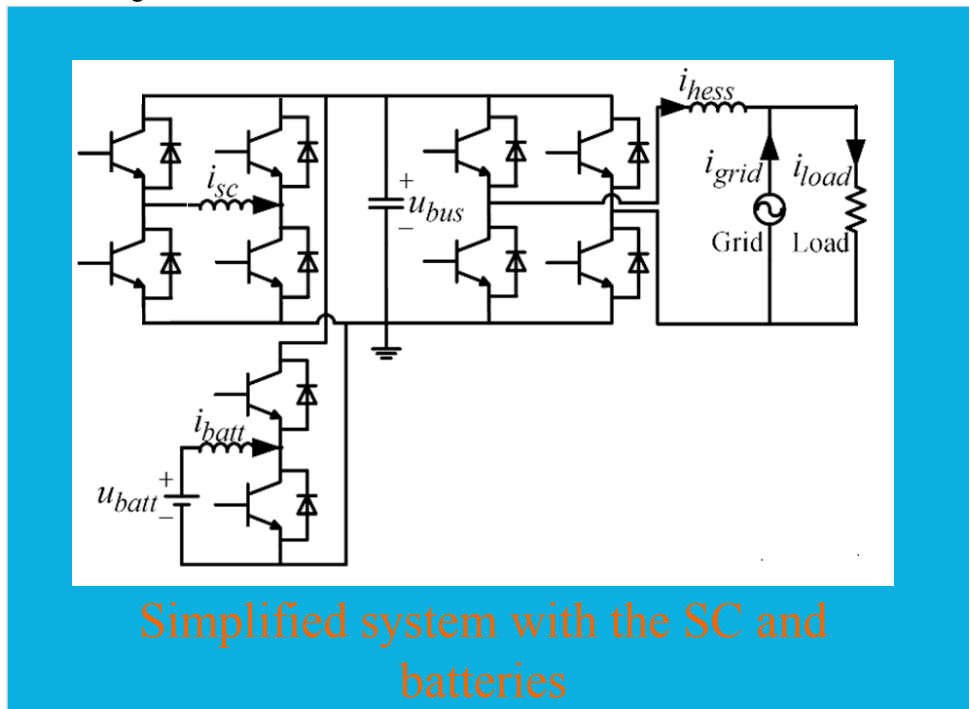 i_hess
i_sc
+
u_bus
−
i_grid
i_load
Grid
Load
i_batt
+
u_batt
−
Simplified system with the SC and
batteries